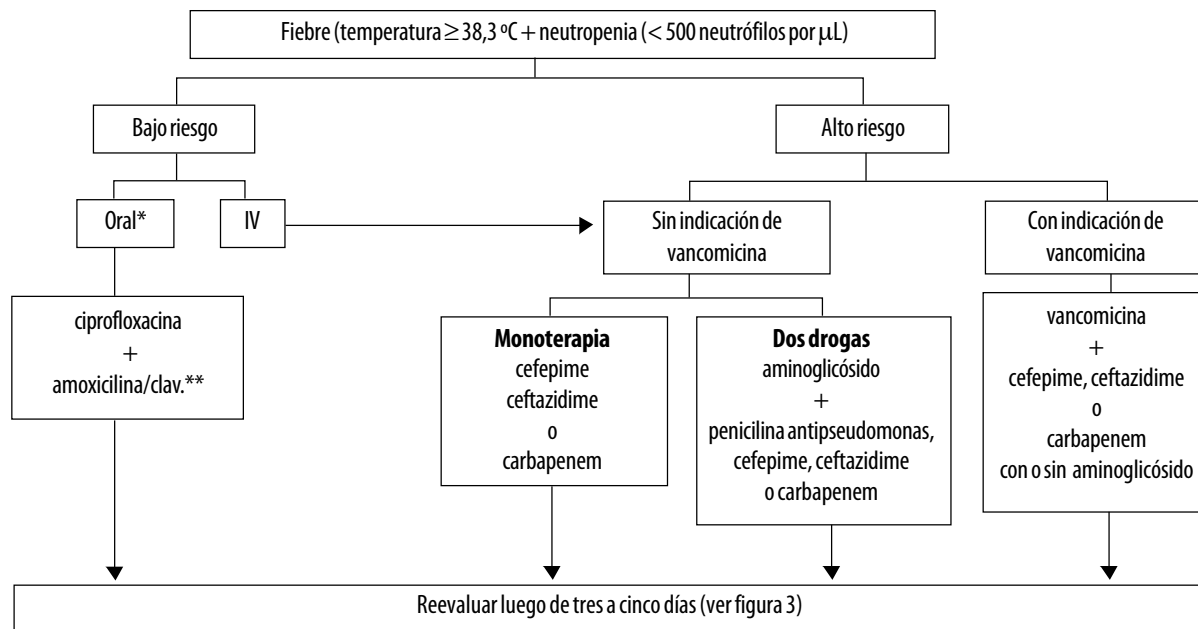 Fiebre (temperatura ≥ 38,3 ºC + neutropenia (< 500 neutrófilos por μL)
Bajo riesgo
Alto riesgo
Oral*
IV
Sin indicación de
vancomicina
Con indicación de
vancomicina
ciprofloxacina
+
amoxicilina/clav.**
Monoterapia
cefepime
ceftazidime
o
carbapenem
Dos drogas
aminoglicósido
+
penicilina antipseudomonas,
cefepime, ceftazidime
o carbapenem
vancomicina
+
cefepime, ceftazidime
o
carbapenem
con o sin aminoglicósido
Reevaluar luego de tres a cinco días (ver figura 3)